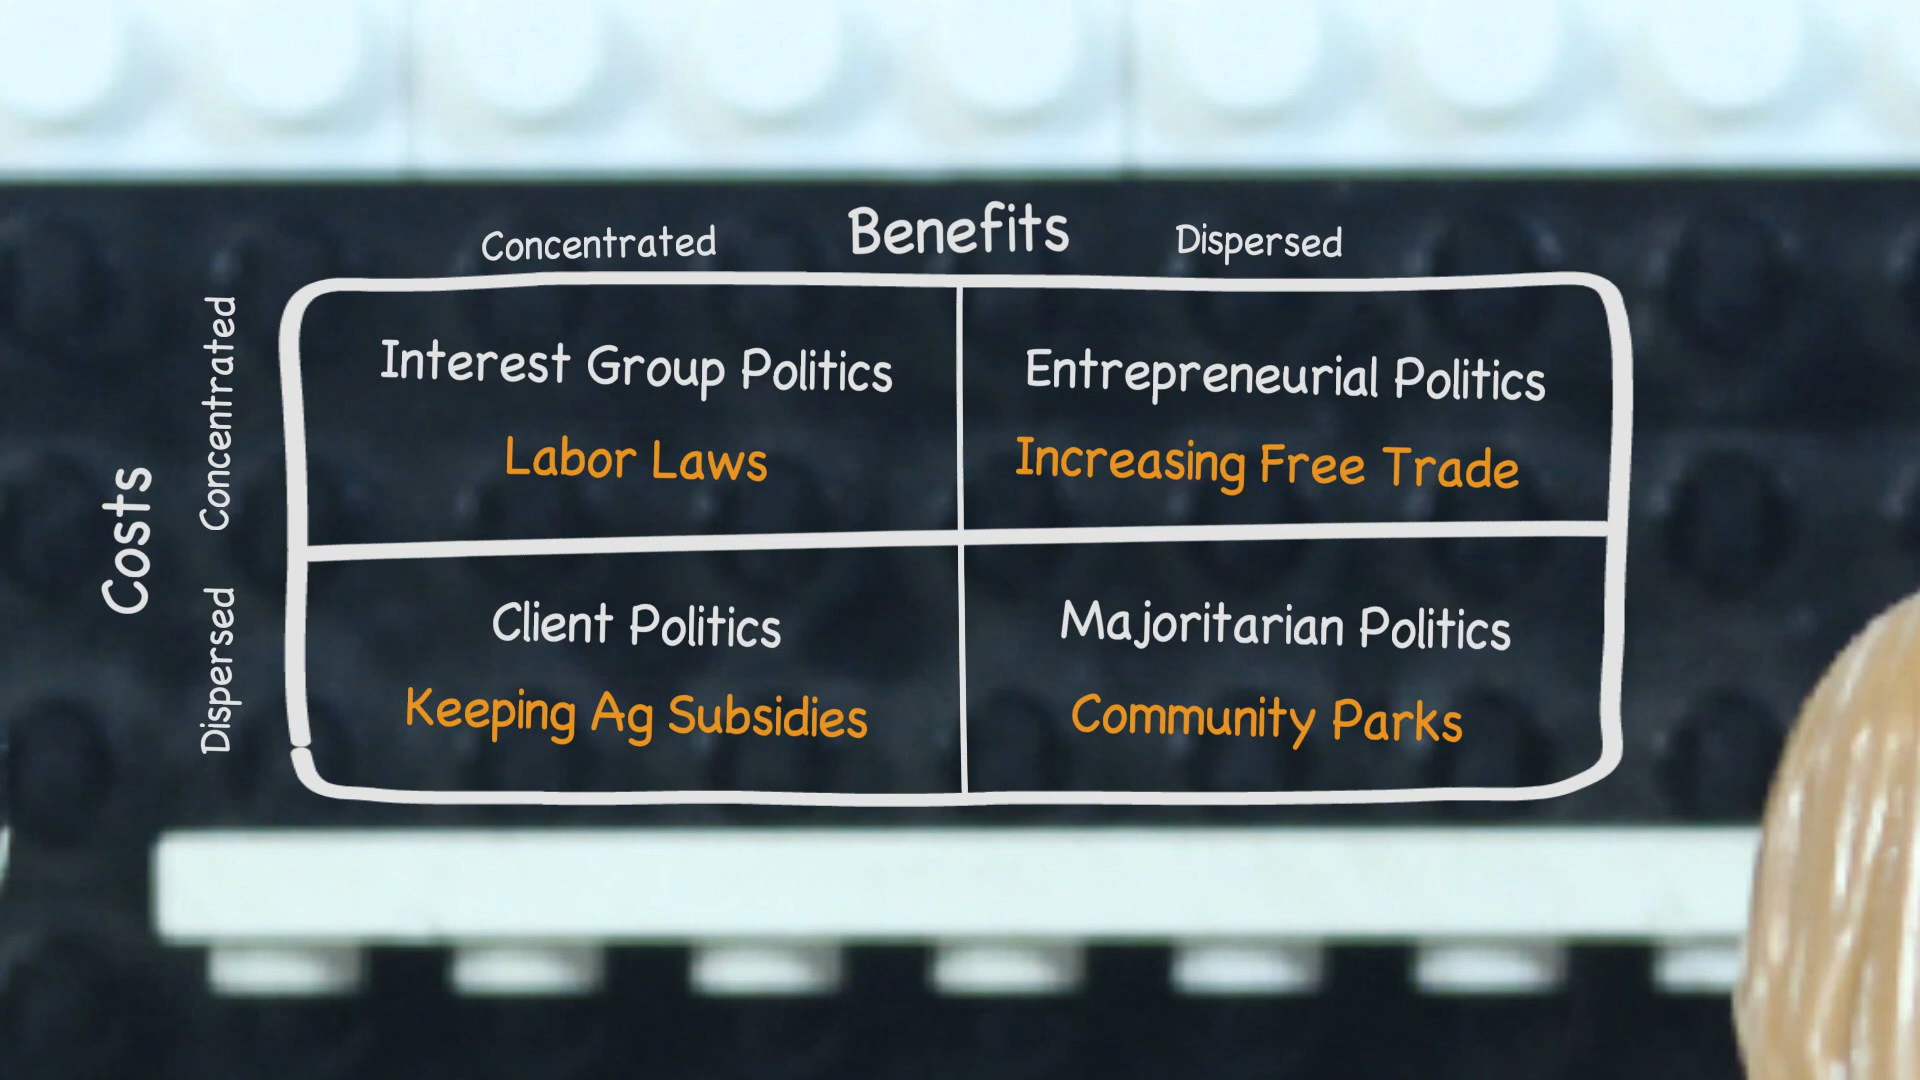 Benefits
Concentrated
Dispersed
Costs
Concentrated
Interest Group Politics
Labor Laws
Entrepreneurial Politics
Increasing Free Trade
Dispersed
Client Politics
Keeping Ag Subsidies
Majoritarian Politics
Community Parks